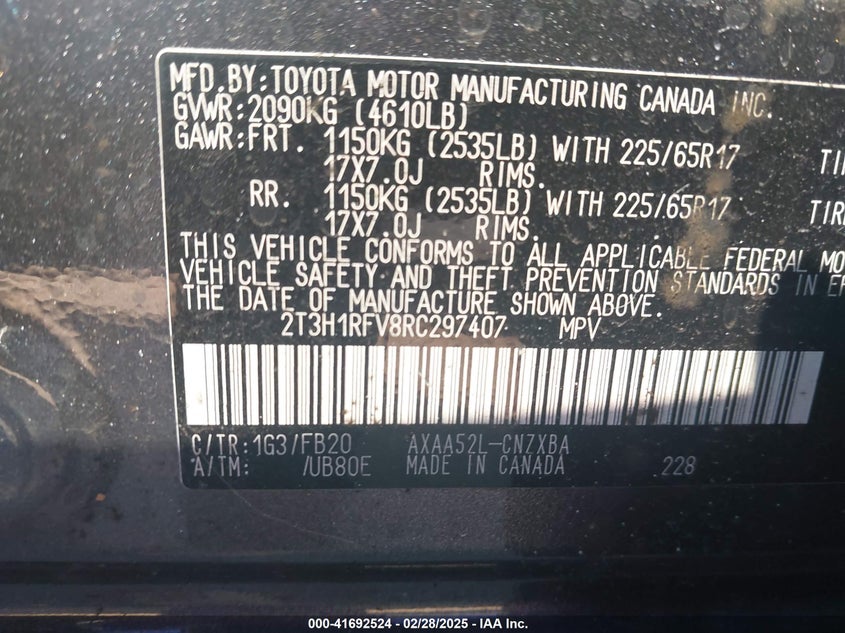 MFD.BY:TOYOTA MOTOR MANUFACTURING CANADA INC.
GVWR:2090KG (4610LB)
GAWR:FRT. 1150KG (2535LB) WITH 225/65R17
17X7.0J RIMS.
RR. 1150KG (2535LB) WITH 225/65R17
17X7.0J RIMS.
THIS VEHICLE CONFORMS TO ALL APPLICABLE FEDERAL MO
VEHICLE SAFETY AND THEFT PREVENTION STANDARDS IN
THE DATE OF MANUFACTURE SHOWN ABOVE.
2T3H1RFV8RC297407 MPV
C/TR:1G3/FB20 AXAA52L-CNZXBA
A/TM: /UB80E MADE IN CANADA 228
000-41692524 - 02/28/2025 - IAA Inc.